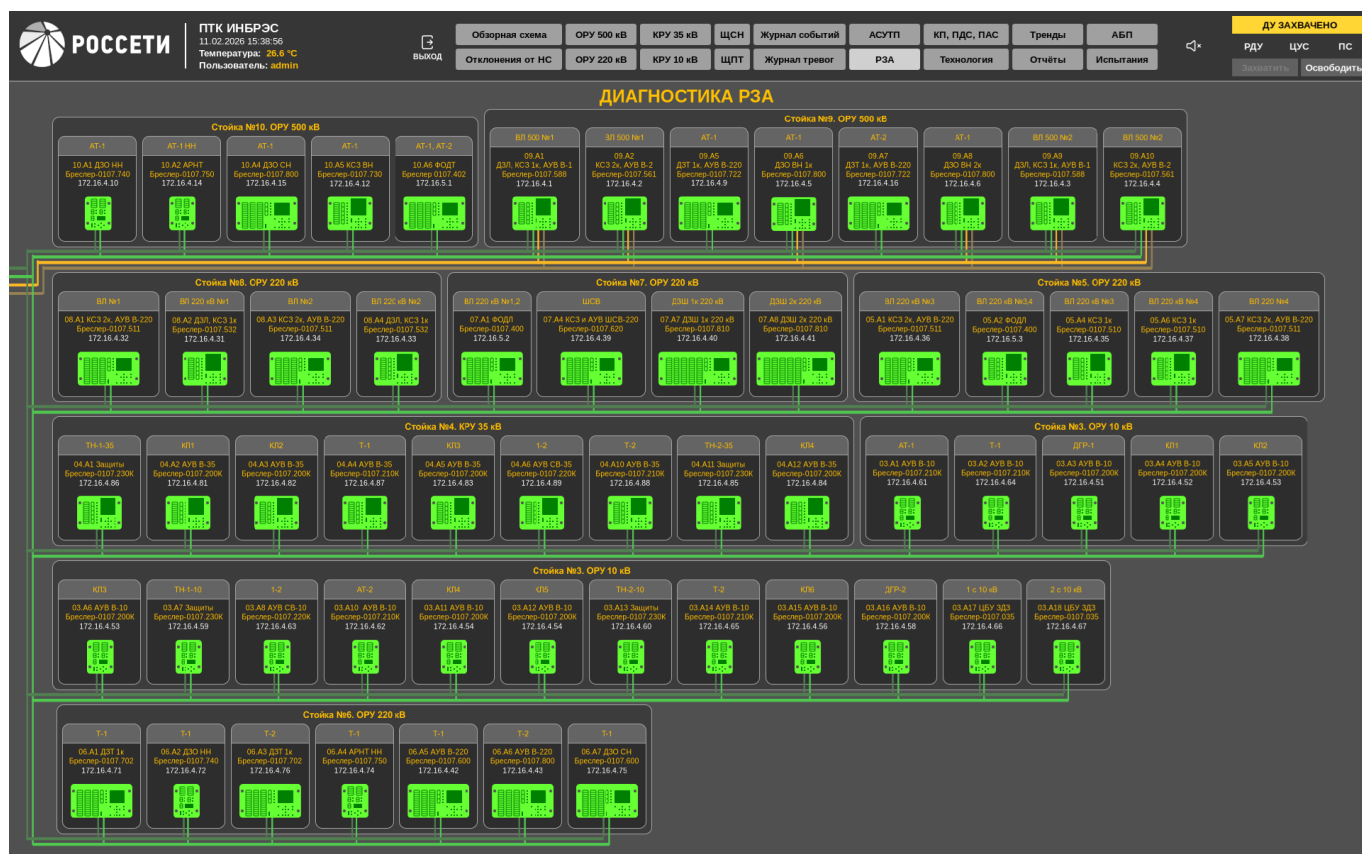 РОССЕТИ
ПТК ИНБРЭС
11.02.2026 15:38:56
Температура: 26.6 °C
Пользователь: admin
ВЫХОД
Обзорная схема
ОРУ 500 кВ
КРУ 35 кВ
ЩСН
Журнал событий
АСУТП
КП, ПДС, ПАС
Тренды
АБП
Отклонения от НС
ОРУ 220 кВ
КРУ 10 кВ
ЩПТ
Журнал тревог
РЗА
Технология
Отчёты
Испытания
ДУ ЗАХВАЧЕНО
РДУ ЦУС ПС
Захватить Освободить
ДИАГНОСТИКА РЗА
Стойка №10. ОРУ 500 кВ
АТ-1
10.А1 ДЗО НН
Бреслер-0107.740
172.16.4.10
АТ-1 НН
10.А2 АРНТ
Бреслер-0107.750
172.16.4.14
АТ-1
10.А4 ДЗО СН
Бреслер-0107.800
172.16.4.15
АТ-1
10.А5 КСЗ ВН
Бреслер-0107.730
172.16.4.12
АТ-1, АТ-2
10.А6 ФОДТ
Бреслер 0107.402
172.16.5.1
Стойка №9. ОРУ 500 кВ
ВЛ 500 №1
09.А1
ДЗЛ, КСЗ 1к, АУВ В-1
Бреслер-0107.588
172.16.4.1
ЗЛ 500 №1
09.А2
КСЗ 2к, АУВ В-2
Бреслер-0107.561
172.16.4.2
АТ-1
09.А5
ДЗТ 1к, АУВ В-220
Бреслер-0107.722
172.16.4.9
АТ-1
09.А6
ДЗО ВН 1к
Бреслер-0107.800
172.16.4.5
АТ-2
09.А7
ДЗТ 1к, АУВ В-220
Бреслер-0107.722
172.16.4.16
АТ-1
09.А8
ДЗО ВН 2к
Бреслер-0107.800
172.16.4.6
ВЛ 500 №2
09.А9
ДЗЛ, КСЗ 1к, АУВ В-1
Бреслер-0107.588
172.16.4.3
ВЛ 500 №2
09.А10
КСЗ 2к, АУВ В-2
Бреслер-0107.561
172.16.4.4
Стойка №8. ОРУ 220 кВ
ВЛ №1
08.А1 КСЗ 2к, АУВ В-220
Бреслер-0107.511
172.16.4.32
ВЛ 220 кВ №1
08.А2 ДЗЛ, КСЗ 1к
Бреслер-0107.532
172.16.4.31
ВЛ №2
08.А3 КСЗ 2к, АУВ В-220
Бреслер-0107.511
172.16.4.34
ВЛ 220 кВ №2
08.А4 ДЗЛ, КСЗ 1к
Бреслер-0107.532
172.16.4.33
Стойка №7. ОРУ 220 кВ
ВЛ 220 кВ №1,2
07.А1 ФОДЛ
Бреслер-0107.400
172.16.5.2
ШСВ
07.А4 КСЗ и АУВ ШСВ-220
Бреслер-0107.620
172.16.4.39
ДЗШ 1к 220 кВ
07.А7 ДЗШ 1к 220 кВ
Бреслер-0107.810
172.16.4.40
ДЗШ 2к 220 кВ
07.А8 ДЗШ 2к 220 кВ
Бреслер-0107.810
172.16.4.41
Стойка №5. ОРУ 220 кВ
ВЛ 220 кВ №3
05.А1 КСЗ 2к, АУВ В-220
Бреслер-0107.511
172.16.4.36
ВЛ 220 кВ №3,4
05.А2 ФОДЛ
Бреслер-0107.400
172.16.5.3
ВЛ 220 кВ №3
05.А4 КСЗ 1к
Бреслер-0107.510
172.16.4.35
ВЛ 220 кВ №4
05.А6 КСЗ 1к
Бреслер-0107.510
172.16.4.37
ВЛ 220 №4
05.А7 КСЗ 2к, АУВ В-220
Бреслер-0107.511
172.16.4.38
Стойка №4. КРУ 35 кВ
ТН-1-35
04.А1 Защиты
Бреслер-0107.230К
172.16.4.86
КЛ1
04.А2 АУВ В-35
Бреслер-0107.200К
172.16.4.81
КЛ2
04.А3 АУВ В-35
Бреслер-0107.200К
172.16.4.82
Т-1
04.А4 АУВ В-35
Бреслер-0107.210К
172.16.4.87
КЛ3
04.А5 АУВ В-35
Бреслер-0107.200К
172.16.4.83
1-2
04.А6 АУВ СВ-35
Бреслер-0107.220К
172.16.4.89
Т-2
04.А10 АУВ В-35
Бреслер-0107.210К
172.16.4.88
ТН-2-35
04.А11 Защиты
Бреслер-0107.230К
172.16.4.85
КЛ4
04.А12 АУВ В-35
Бреслер-0107.200К
172.16.4.84
Стойка №3. ОРУ 10 кВ
АТ-1
03.А1 АУВ В-10
Бреслер-0107.210К
172.16.4.61
Т-1
03.А2 АУВ В-10
Бреслер-0107.210К
172.16.4.64
ДГР-1
03.А3 АУВ В-10
Бреслер-0107.200К
172.16.4.51
КЛ1
03.А4 АУВ В-10
Бреслер-0107.200К
172.16.4.52
КЛ2
03.А5 АУВ В-10
Бреслер-0107.200К
172.16.4.53
Стойка №3. ОРУ 10 кВ
КЛ3
03.А6 АУВ В-10
Бреслер-0107.200К
172.16.4.53
ТН-1-10
03.А7 Защиты
Бреслер-0107.230К
172.16.4.59
1-2
03.А8 АУВ СВ-10
Бреслер-0107.220К
172.16.4.63
АТ-2
03.А10 АУВ В-10
Бреслер-0107.210К
172.16.4.62
КЛ4
03.А11 АУВ В-10
Бреслер-0107.200К
172.16.4.54
КЛ5
03.А12 АУВ В-10
Бреслер-0107.200К
172.16.4.54
ТН-2-10
03.А13 Защиты
Бреслер-0107.230К
172.16.4.60
Т-2
03.А14 АУВ В-10
Бреслер-0107.210К
172.16.4.65
КЛ6
03.А15 АУВ В-10
Бреслер-0107.200К
172.16.4.56
ДГР-2
03.А16 АУВ В-10
Бреслер-0107.200К
172.16.4.58
1 с 10 кВ
03.А17 ЦБУ ЗДЗ
Бреслер-0107.035
172.16.4.66
2 с 10 кВ
03.А18 ЦБУ ЗДЗ
Бреслер-0107.035
172.16.4.67
Стойка №6. ОРУ 220 кВ
Т-1
06.А1 ДЗТ 1к
Бреслер-0107.702
172.16.4.71
Т-1
06.А2 ДЗО НН
Бреслер-0107.740
172.16.4.72
Т-2
06.А3 ДЗТ 1к
Бреслер-0107.702
172.16.4.76
Т-1
06.А4 АРНТ НН
Бреслер-0107.750
172.16.4.74
Т-1
06.А5 АУВ В-220
Бреслер-0107.600
172.16.4.42
Т-2
06.А6 АУВ В-220
Бреслер-0107.800
172.16.4.43
Т-1
06.А7 ДЗО СН
Бреслер-0107.600
172.16.4.75